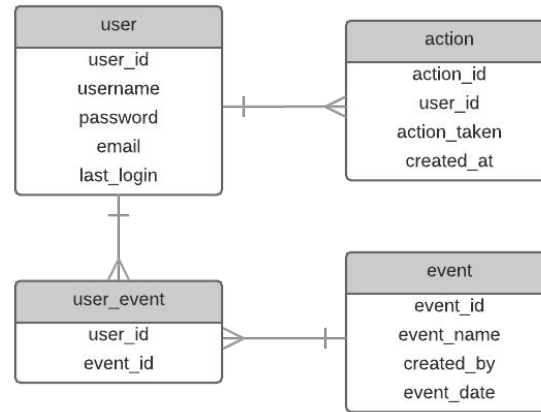 user
user_id
username
password
email
last_login
action
action_id
user_id
action_taken
created_at
user_event
user_id
event_id
event
event_id
event_name
created_by
event_date